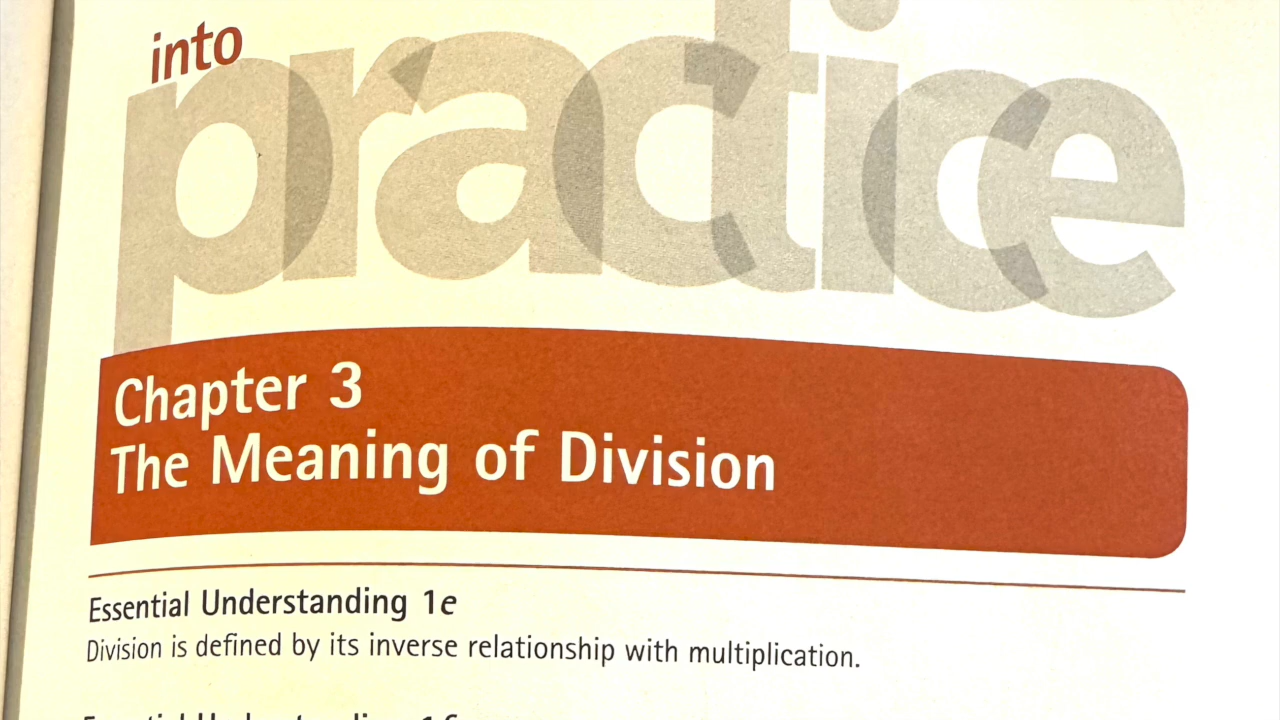 into
practice
Chapter 3
The Meaning of Division
Essential Understanding 1e
Division is defined by its inverse relationship with multiplication.